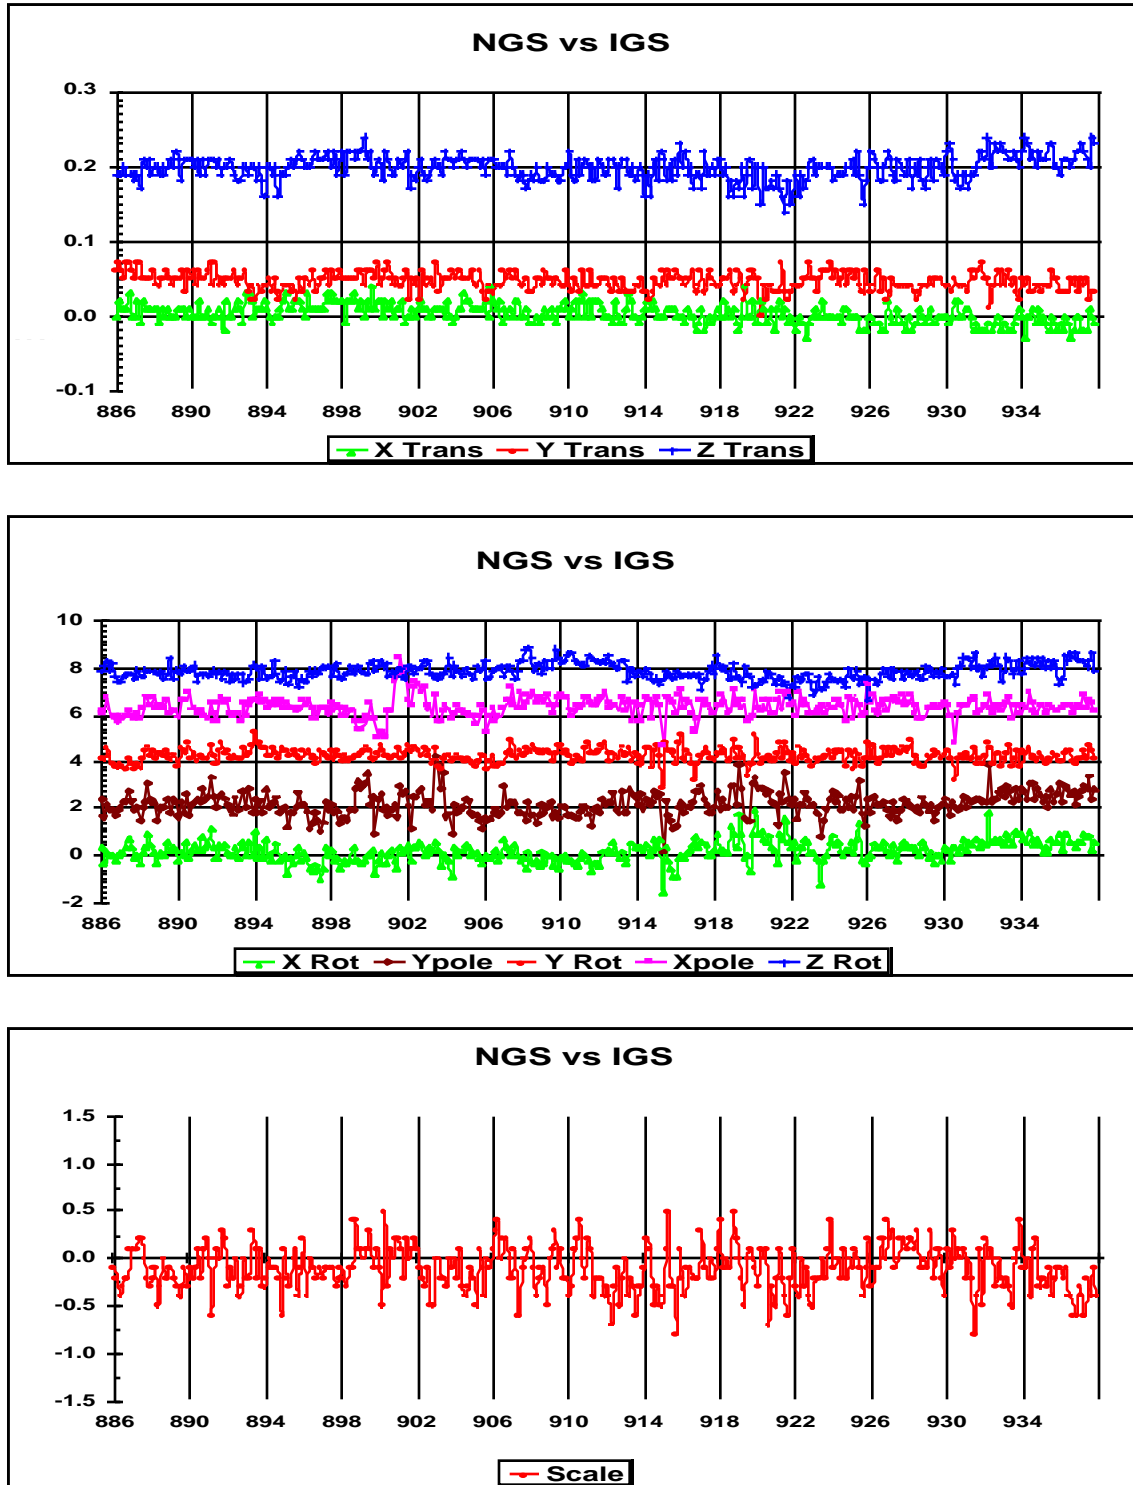 NGS vs IGS
0.3
0.2
0.1
0.0
-0.1
886 890 894 898 902 906 910 914 918 922 926 930 934
X Trans Y Trans Z Trans
NGS vs IGS
10
8
6
4
2
0
-2
886 890 894 898 902 906 910 914 918 922 926 930 934
X Rot Ypole Y Rot Xpole Z Rot
NGS vs IGS
1.5
1.0
0.5
0.0
-0.5
-1.0
-1.5
886 890 894 898 902 906 910 914 918 922 926 930 934
Scale